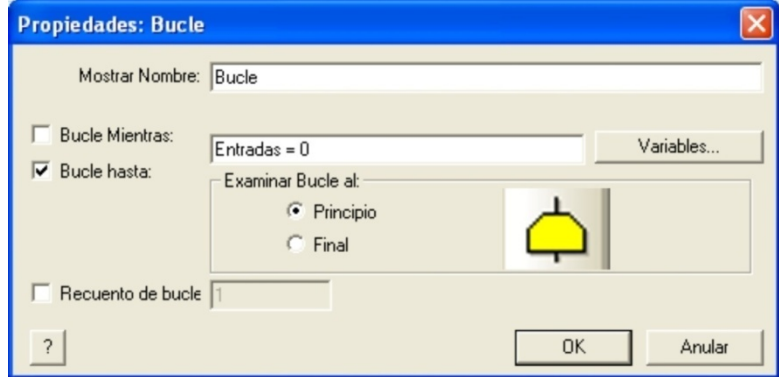 Propiedades: Bucle
Mostrar Nombre: Bucle
Bucle Mientras:
Entradas = 0 Variables...
Bucle hasta:
Examinar Bucle al:
Principio
Final
Recuento de bucle 1
? OK Anular